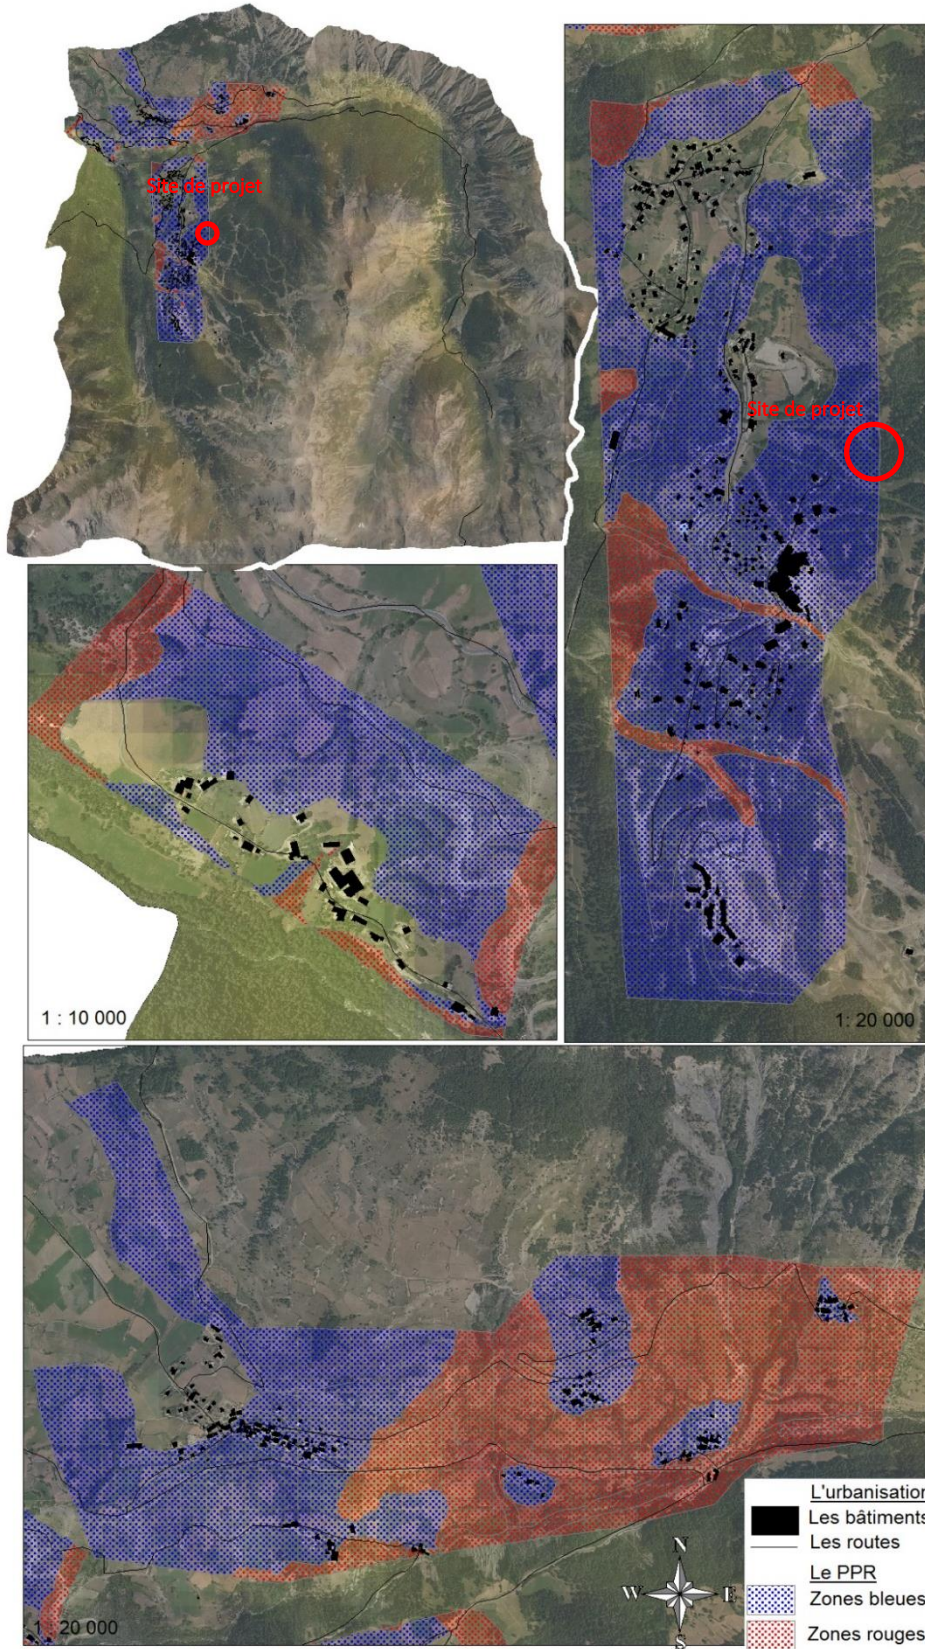 Site de projet
Site de projet
1 : 10 000
1: 20 000
1 : 20 000
L'urbanisation
Les bâtiments
Les routes
Le PPR
Zones bleues
Zones rouges
N
W
E
S